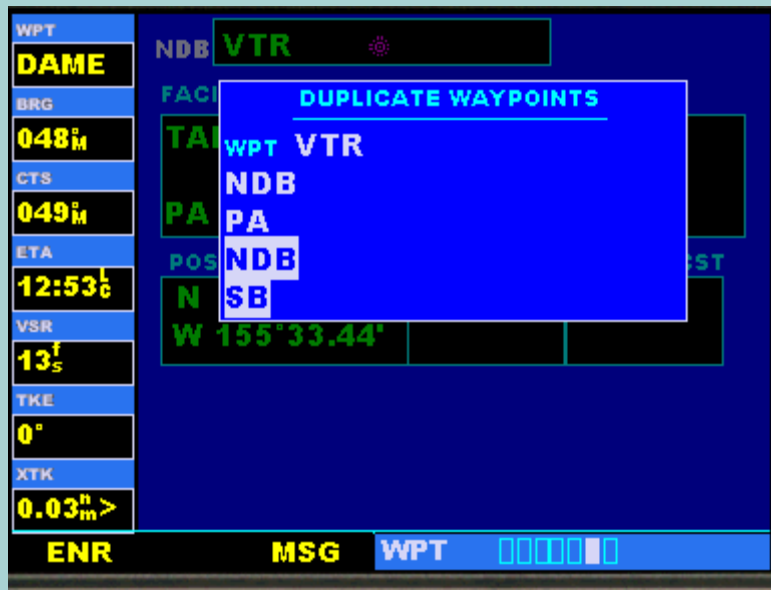 WPT
DAME
BRG
048°M
CTS
049°M
ETA
12:53LC
VSR
13fs
TKE
0°
XTK
0.03nm>
NDB VTR
DUPLICATE WAYPOINTS
WPT VTR
NDB
PA
NDB
SB
PA
N
W 155°33.44'
ENR MSG WPT